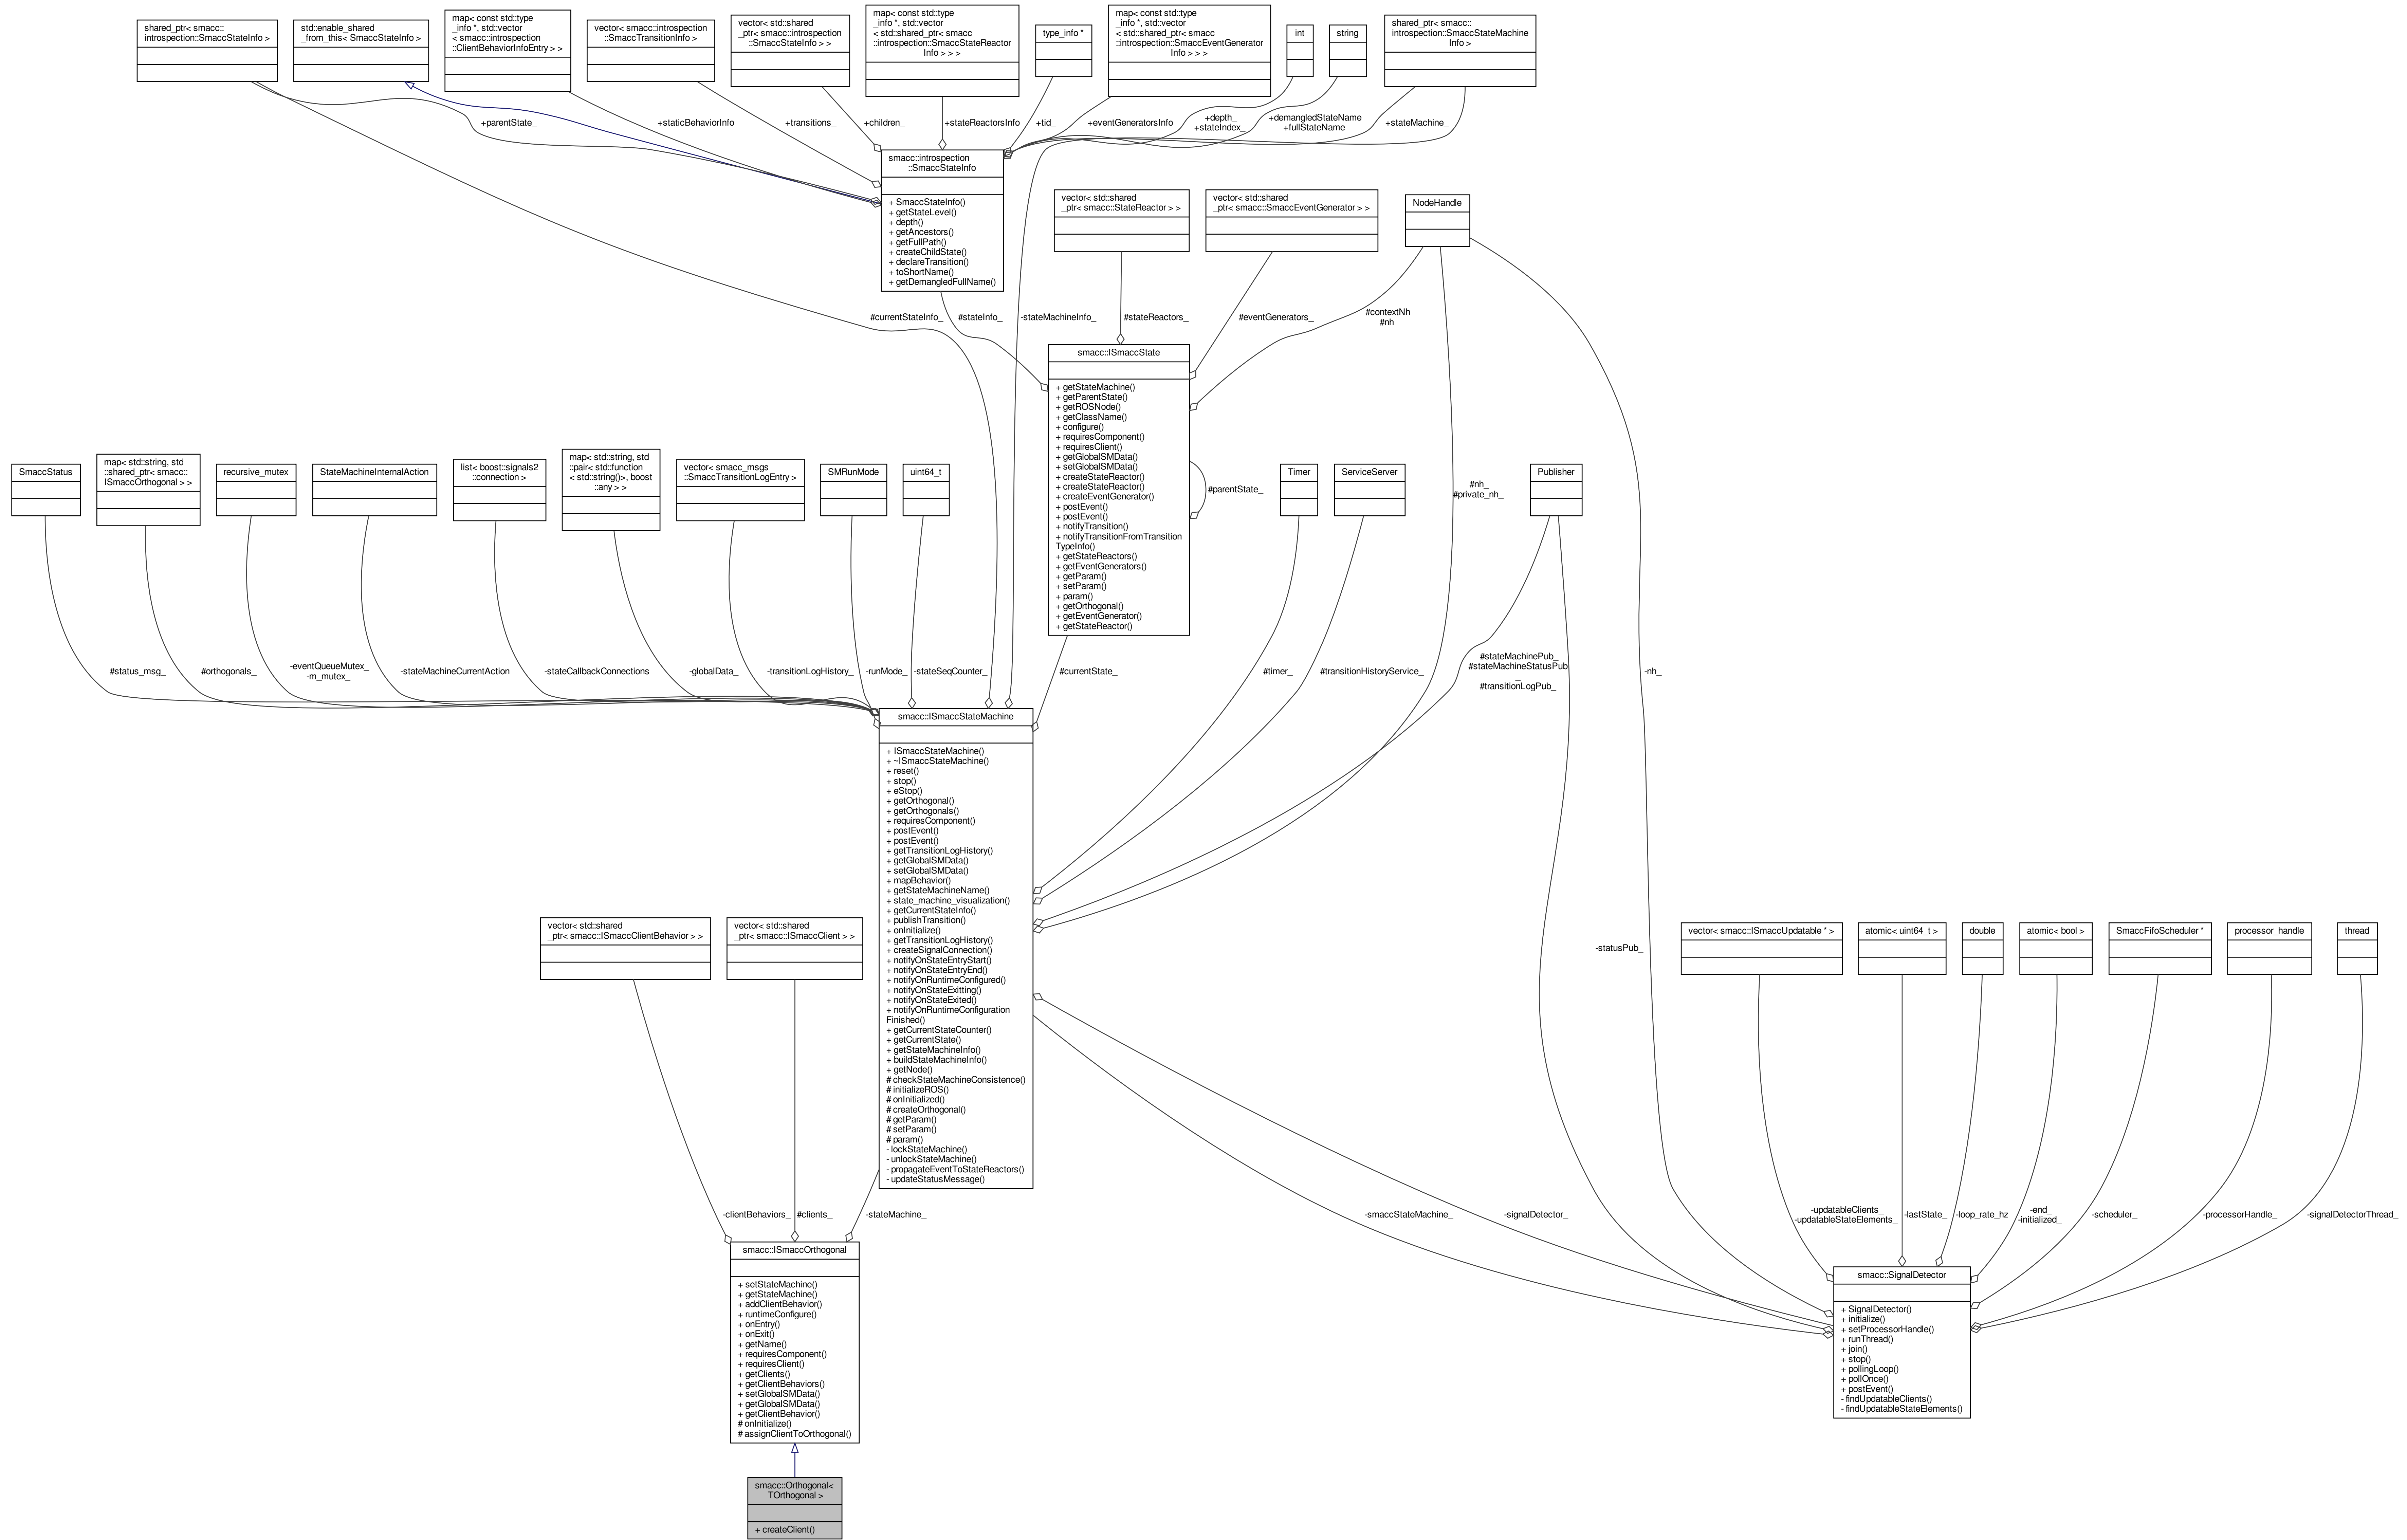 shared_ptr< smacc::
introspection::SmaccStateInfo >
std::enable_shared
_from_this< SmaccStateInfo >
map< const std::type
_info *, std::vector
< smacc::introspection
::ClientBehaviorInfoEntry > >
vector< smacc::introspection
::SmaccTransitionInfo >
vector< std::shared
_ptr< smacc::introspection
::SmaccStateInfo > >
map< const std::type
_info *, std::vector
< std::shared_ptr< smacc
::introspection::SmaccStateReactor
Info > > >
type_info *
map< const std::type
_info *, std::vector
< std::shared_ptr< smacc
::introspection::SmaccEventGenerator
Info > > >
int
string
shared_ptr< smacc::
introspection::SmaccStateMachine
Info >
+parentState_
+staticBehaviorInfo
+transitions_
+children_
+stateReactorsInfo
+tid_
+eventGeneratorsInfo
+depth_
+stateIndex_
+demangledStateName
+fullStateName
+stateMachine_
smacc::introspection
::SmaccStateInfo
+ SmaccStateInfo()
+ getStateLevel()
+ depth()
+ getAncestors()
+ getFullPath()
+ createChildState()
+ declareTransition()
+ toShortName()
+ getDemangledFullName()
vector< std::shared
_ptr< smacc::StateReactor > >
vector< std::shared
_ptr< smacc::SmaccEventGenerator > >
NodeHandle
#currentStateInfo_
#stateInfo_
-stateMachineInfo_
#stateReactors_
#eventGenerators_
#contextNh
#nh
smacc::ISmaccState
+ getStateMachine()
+ getParentState()
+ getROSNode()
+ getClassName()
+ configure()
+ requiresComponent()
+ requiresClient()
+ getGlobalSMData()
+ setGlobalSMData()
+ createStateReactor()
+ createStateReactor()
+ createEventGenerator()
+ postEvent()
+ postEvent()
+ notifyTransition()
+ notifyTransitionFromTransition
TypeInfo()
+ getStateReactors()
+ getEventGenerators()
+ getParam()
+ setParam()
+ param()
+ getOrthogonal()
+ getEventGenerator()
+ getStateReactor()
#parentState_
SmaccStatus
map< std::string, std
::shared_ptr< smacc::
ISmaccOrthogonal > >
recursive_mutex
StateMachineInternalAction
list< boost::signals2
::connection >
map< std::string, std
::pair< std::function
< std::string()>, boost
::any > >
vector< smacc_msgs
::SmaccTransitionLogEntry >
SMRunMode
uint64_t
Timer
ServiceServer
Publisher
#nh_
#private_nh_
#status_msg_
#orthogonals_
-eventQueueMutex_
-m_mutex_
-stateMachineCurrentAction
-stateCallbackConnections
-globalData_
-transitionLogHistory_
-runMode_
-stateSeqCounter_
#currentState_
#timer_
#transitionHistoryService_
#stateMachinePub_
#stateMachineStatusPub
_
#transitionLogPub_
-nh_
smacc::ISmaccStateMachine
+ ISmaccStateMachine()
+ ~ISmaccStateMachine()
+ reset()
+ stop()
+ eStop()
+ getOrthogonal()
+ getOrthogonals()
+ requiresComponent()
+ postEvent()
+ postEvent()
+ getTransitionLogHistory()
+ getGlobalSMData()
+ setGlobalSMData()
+ mapBehavior()
+ getStateMachineName()
+ state_machine_visualization()
+ getCurrentStateInfo()
+ publishTransition()
+ onInitialize()
+ getTransitionLogHistory()
+ createSignalConnection()
+ notifyOnStateEntryStart()
+ notifyOnStateEntryEnd()
+ notifyOnRuntimeConfigured()
+ notifyOnStateExitting()
+ notifyOnStateExited()
+ notifyOnRuntimeConfiguration
Finished()
+ getCurrentStateCounter()
+ getCurrentState()
+ getStateMachineInfo()
+ buildStateMachineInfo()
+ getNode()
# checkStateMachineConsistence()
# initializeROS()
# onInitialized()
# createOrthogonal()
# getParam()
# setParam()
# param()
- lockStateMachine()
- unlockStateMachine()
- propagateEventToStateReactors()
- updateStatusMessage()
vector< std::shared
_ptr< smacc::ISmaccClientBehavior > >
vector< std::shared
_ptr< smacc::ISmaccClient > >
-statusPub_
vector< smacc::ISmaccUpdatable * >
atomic< uint64_t >
double
atomic< bool >
SmaccFifoScheduler *
processor_handle
thread
-clientBehaviors_
#clients_
-stateMachine_
-smaccStateMachine_
-signalDetector_
-updatableClients_
-updatableStateElements_
-lastState_
-loop_rate_hz
-end_
-initialized_
-scheduler_
-processorHandle_
-signalDetectorThread_
smacc::ISmaccOrthogonal
+ setStateMachine()
+ getStateMachine()
+ addClientBehavior()
+ runtimeConfigure()
+ onEntry()
+ onExit()
+ getName()
+ requiresComponent()
+ requiresClient()
+ getClients()
+ getClientBehaviors()
+ setGlobalSMData()
+ getGlobalSMData()
+ getClientBehavior()
# onInitialize()
# assignClientToOrthogonal()
smacc::SignalDetector
+ SignalDetector()
+ initialize()
+ setProcessorHandle()
+ runThread()
+ join()
+ stop()
+ pollingLoop()
+ pollOnce()
+ postEvent()
- findUpdatableClients()
- findUpdatableStateElements()
smacc::Orthogonal<
TOrthogonal >
+ createClient()